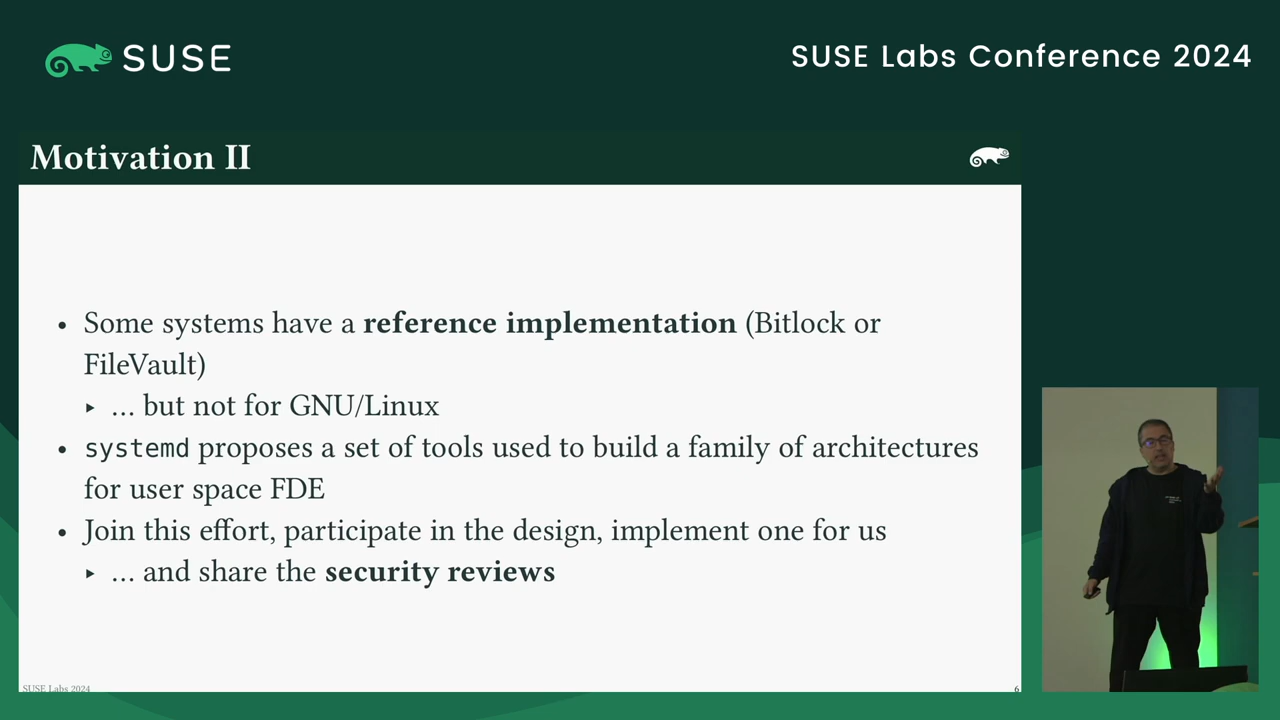 SUSE
SUSE Labs Conference 2024
Motivation II
• Some systems have a reference implementation (Bitlock or
FileVault)
▸ … but not for GNU/Linux
• systemd proposes a set of tools used to build a family of architectures
for user space FDE
• Join this effort, participate in the design, implement one for us
▸ … and share the security reviews
SUSE Labs 2024
6